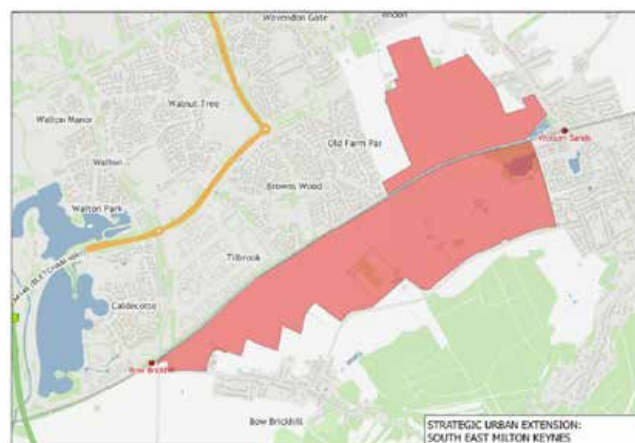 Wavendon Gate
Walnut Tree
Walton Manor
Old Farm Par
Woburn Sands
Walton
Browns Wood
Walton Park
Tilbrook
Caldecotte
Bow Brickhill
Bow Brickhill
STRATEGIC URBAN EXTENSION:
SOUTH EAST MILTON KEYNES